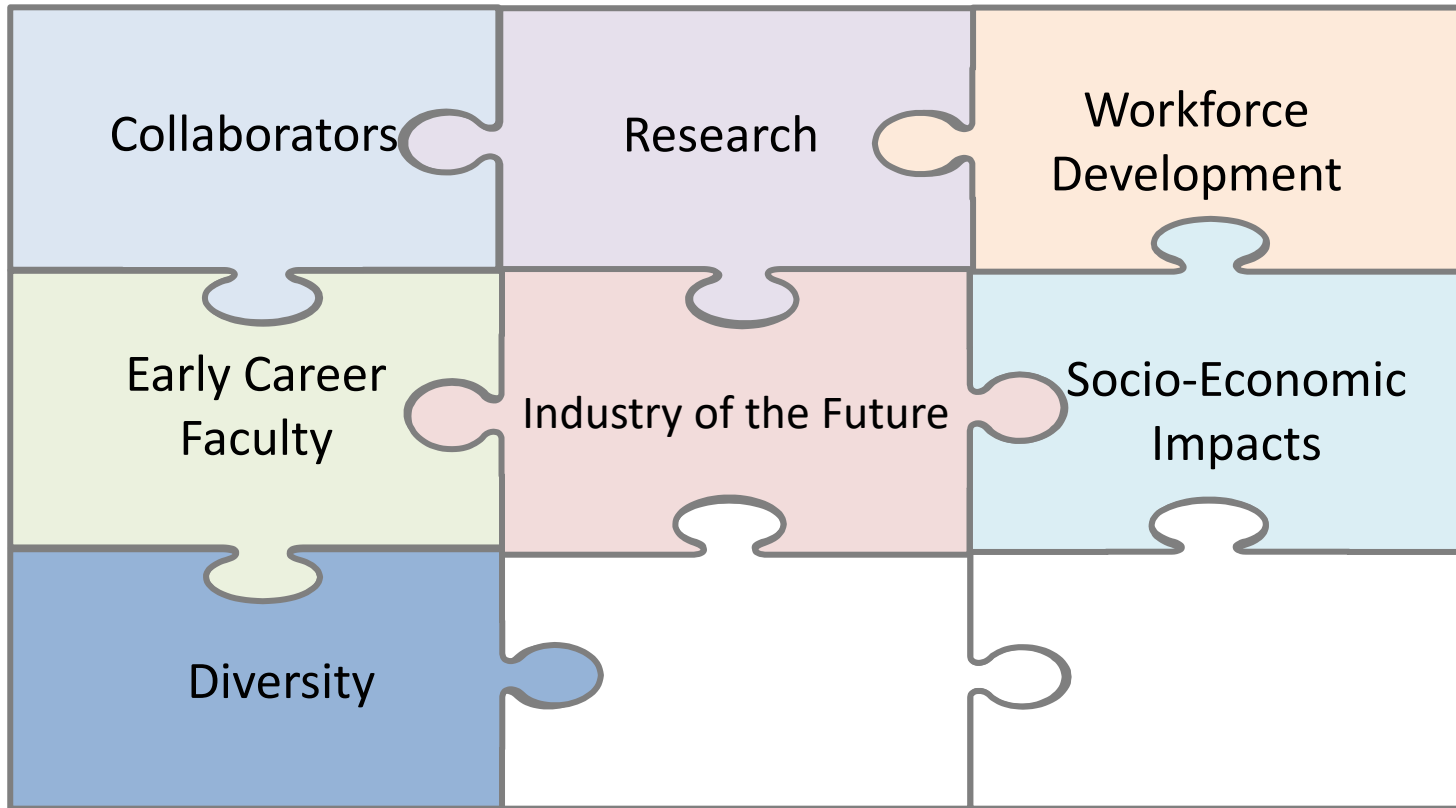 Collaborators
Research
Workforce
Development
Early Career
Faculty
Industry of the Future
Socio-Economic
Impacts
Diversity